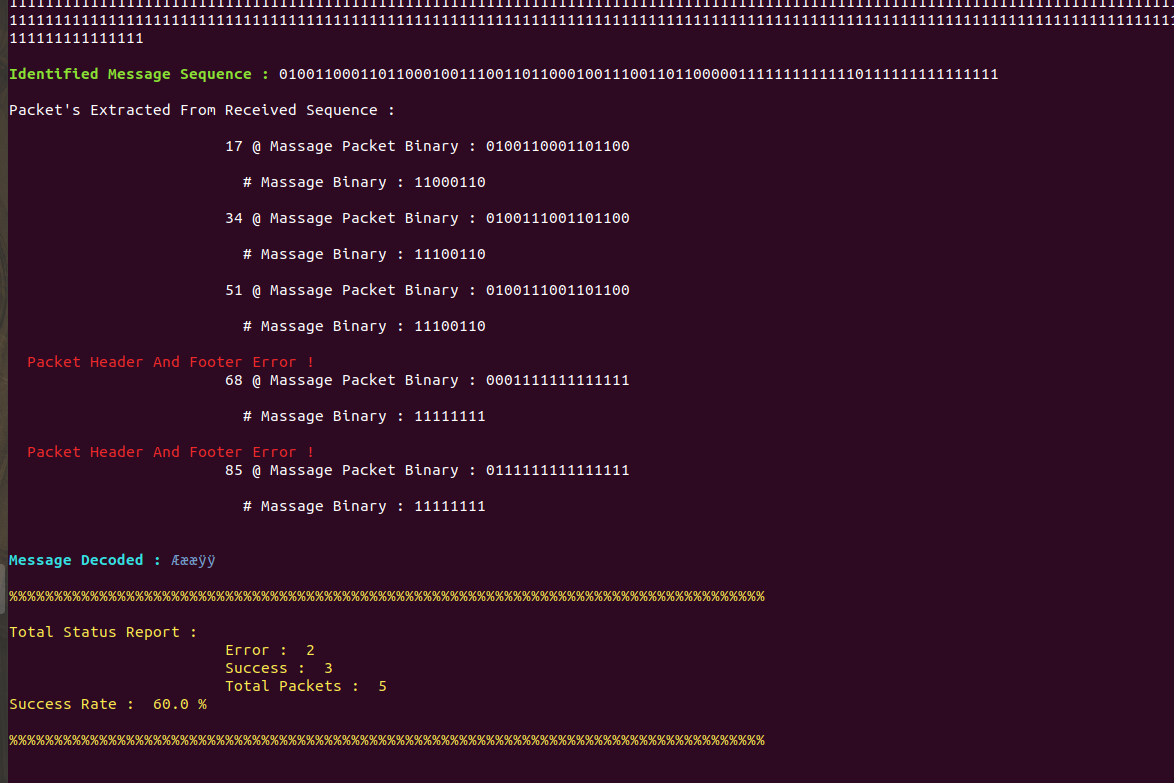 111111111111111
Identified Message Sequence : 01001100011011000100111001101100010011100110110000011111111111110111111111111111
Packet's Extracted From Received Sequence :
17 @ Massage Packet Binary : 0100110001101100
# Massage Binary : 11000110
34 @ Massage Packet Binary : 0100111001101100
# Massage Binary : 11100110
51 @ Massage Packet Binary : 0100111001101100
# Massage Binary : 11100110
Packet Header And Footer Error !
68 @ Massage Packet Binary : 0001111111111111
# Massage Binary : 11111111
Packet Header And Footer Error !
85 @ Massage Packet Binary : 0111111111111111
# Massage Binary : 11111111
Message Decoded : Æææÿÿ
%%%%%%%%%%%%%%%%%%%%%%%%%%%%%%%%%%%%%%%%%%%%%%%%%%%%%%%%%%%%%%%%%%%%%%%%%%%%%%%%%%%%%%
Total Status Report :
Error :  2
Success :  3
Total Packets :  5
Success Rate :  60.0 %
%%%%%%%%%%%%%%%%%%%%%%%%%%%%%%%%%%%%%%%%%%%%%%%%%%%%%%%%%%%%%%%%%%%%%%%%%%%%%%%%%%%%%%